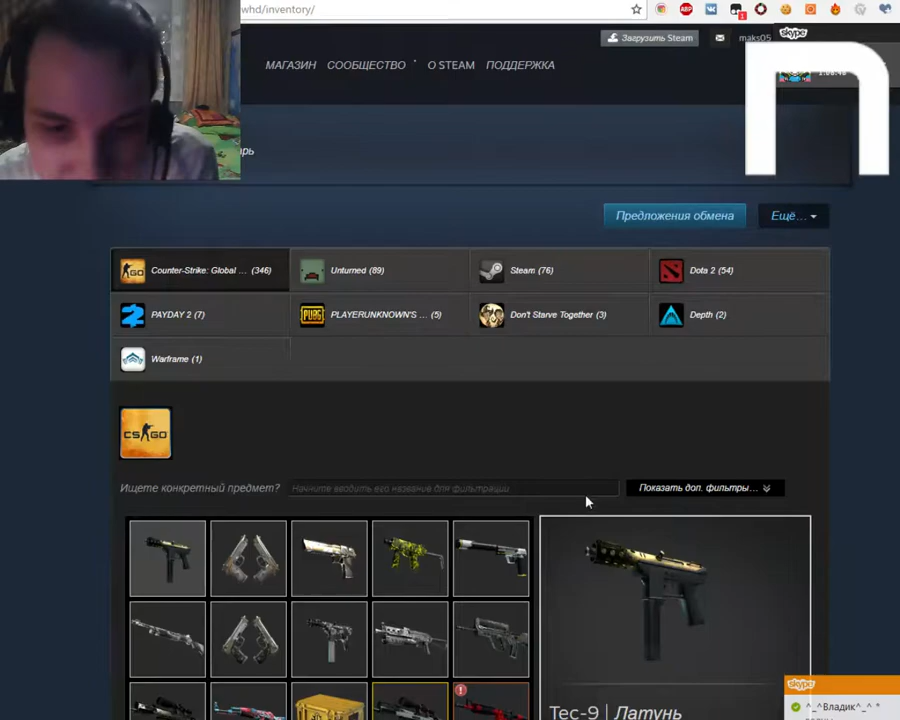 whd/inventory/
Загрузить Steam
maks05
МАГАЗИН СООБЩЕСТВО О STEAM ПОДДЕРЖКА
арь
Предложения обмена
Ещё...
Counter-Strike: Global ... (346)
Unturned (89)
Steam (76)
Dota 2 (54)
PAYDAY 2 (7)
PLAYERUNKNOWN'S ... (5)
Don't Starve Together (3)
Depth (2)
Warframe (1)
CS GO
Ищете конкретный предмет?
Начните вводить его название для фильтрации
Показать доп. фильтры...
Tec-9 | Латунь
skype
^_^Владик^_^ *